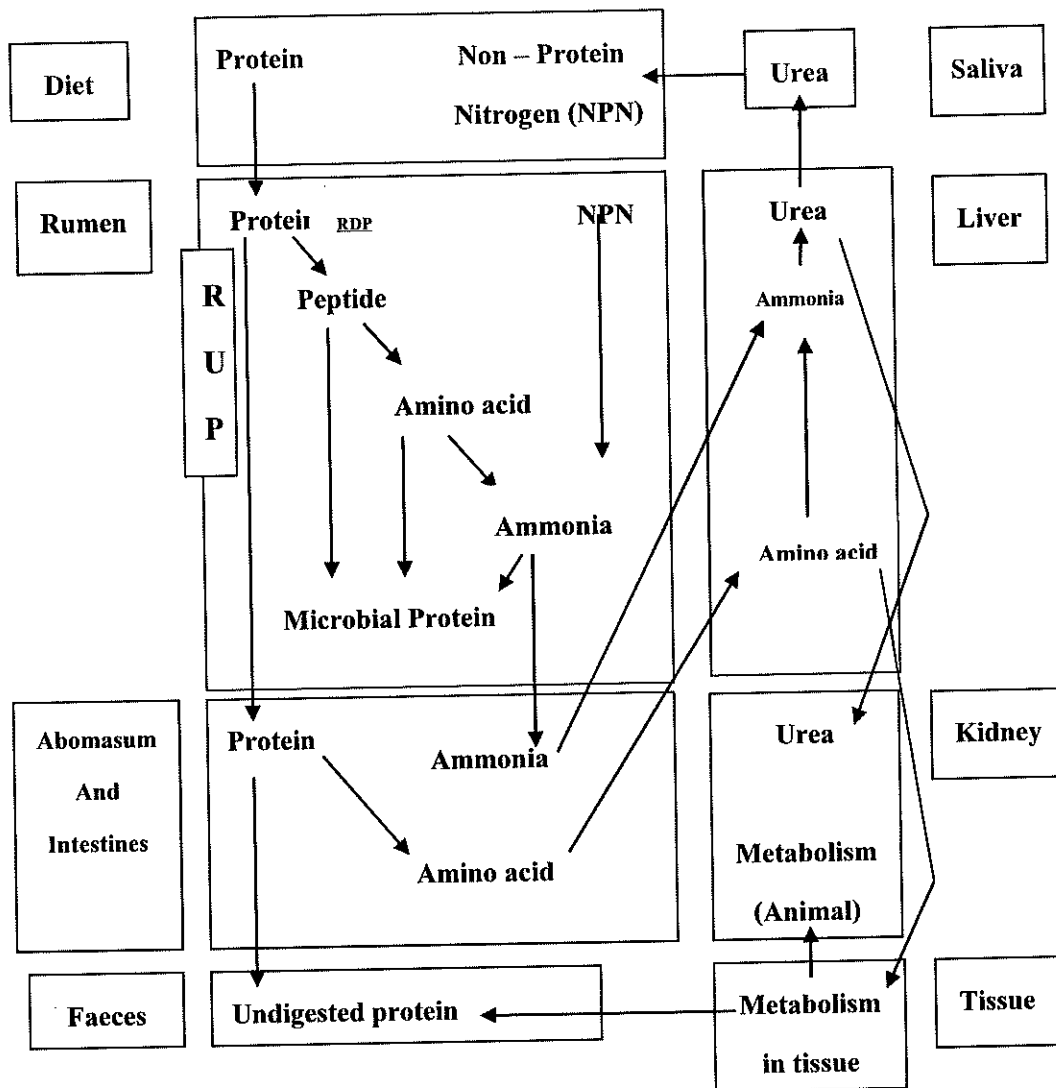 Diet
Protein
Non – Protein
Nitrogen (NPN)
Urea
Saliva
Rumen
Protein RDP
NPN
Urea
Liver
R
U
P
Peptide
Ammonia
Amino acid
Ammonia
Amino acid
Microbial Protein
Abomasum
And
Intestines
Protein
Ammonia
Urea
Kidney
Amino acid
Metabolism
(Animal)
Faeces
Undigested protein
Metabolism
in tissue
Tissue